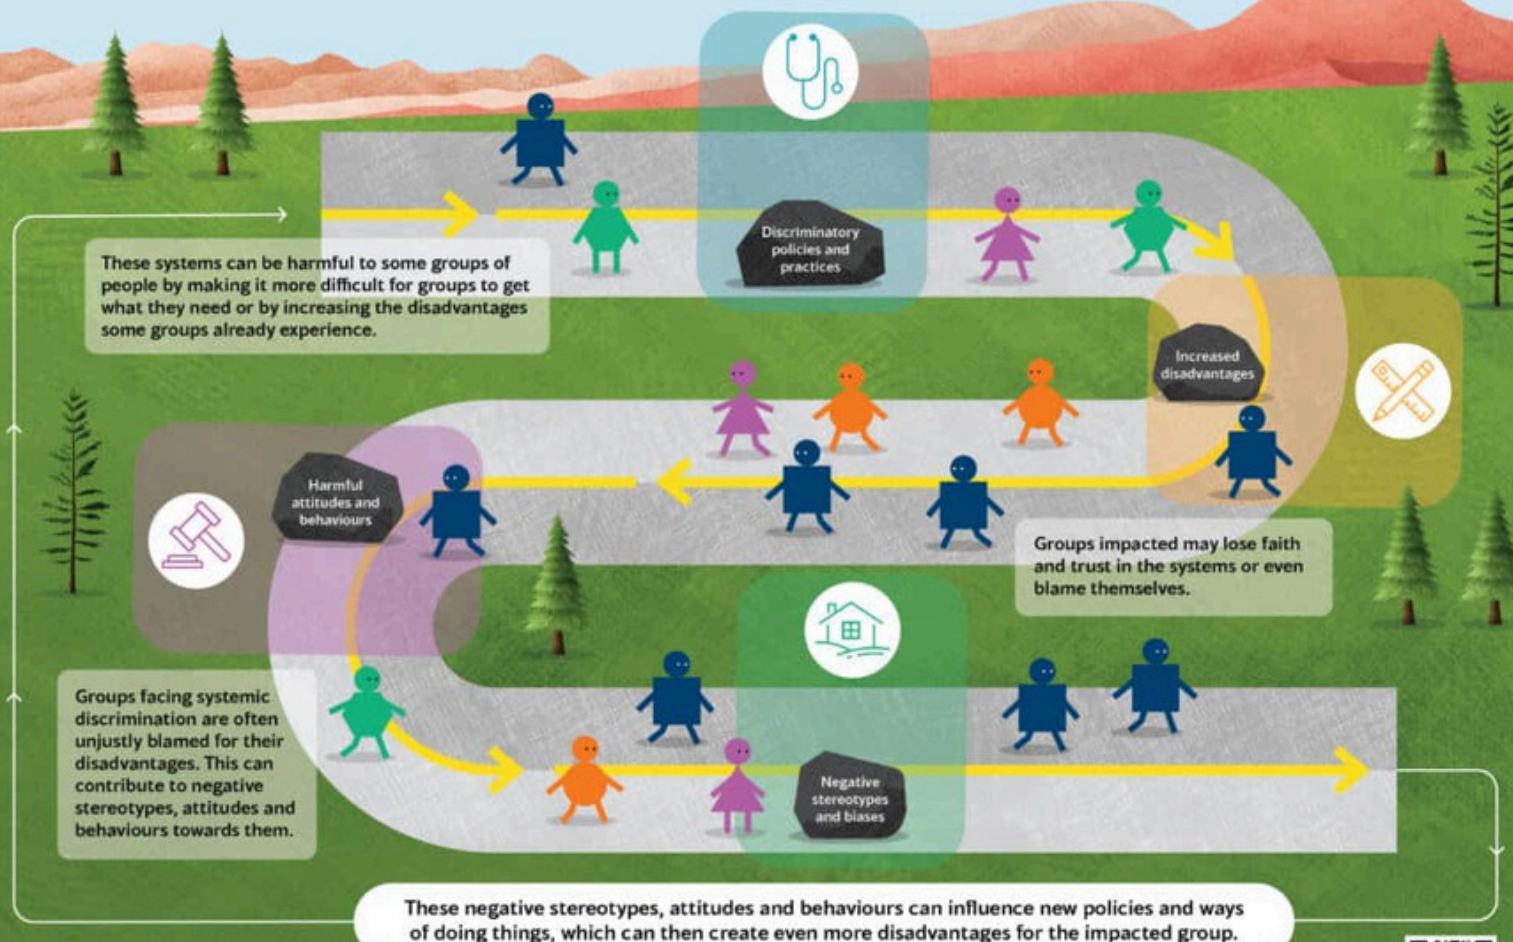 Discriminatory
policies and
practices
These systems can be harmful to some groups of
people by making it more difficult for groups to get
what they need or by increasing the disadvantages
some groups already experience.
Increased
disadvantages
Harmful
attitudes and
behaviours
Groups impacted may lose faith
and trust in the systems or even
blame themselves.
Groups facing systemic
discrimination are often
unjustly blamed for their
disadvantages. This can
contribute to negative
stereotypes, attitudes and
behaviours towards them.
Negative
stereotypes
and biases
These negative stereotypes, attitudes and behaviours can influence new policies and ways
of doing things, which can then create even more disadvantages for the impacted group.